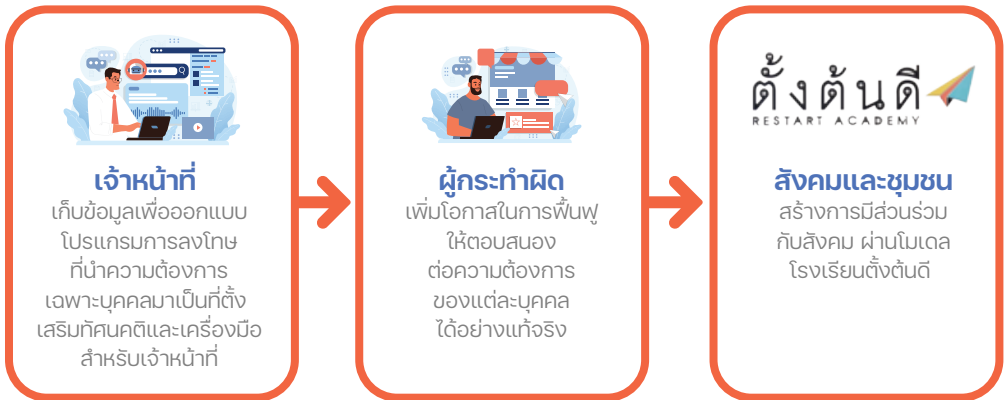 เจ้าหน้าที่
เก็บข้อมูลเพื่อออกแบบ
โปรแกรมการลงโทษ
ที่นำความต้องการ
เฉพาะบุคคลมาเป็นที่ตั้ง
เสริมทัศนคติและเครื่องมือ
สำหรับเจ้าหน้าที่
ผู้กระทำผิด
เพิ่มโอกาสในการฟื้นฟู
ให้ตอบสนอง
ต่อความต้องการ
ของแต่ละบุคคล
ได้อย่างแท้จริง
ตั้งต้นดี
RESTART ACADEMY
สังคมและชุมชน
สร้างการมีส่วนร่วม
กับสังคม ผ่านโมเดล
โรงเรียนตั้งต้นดี